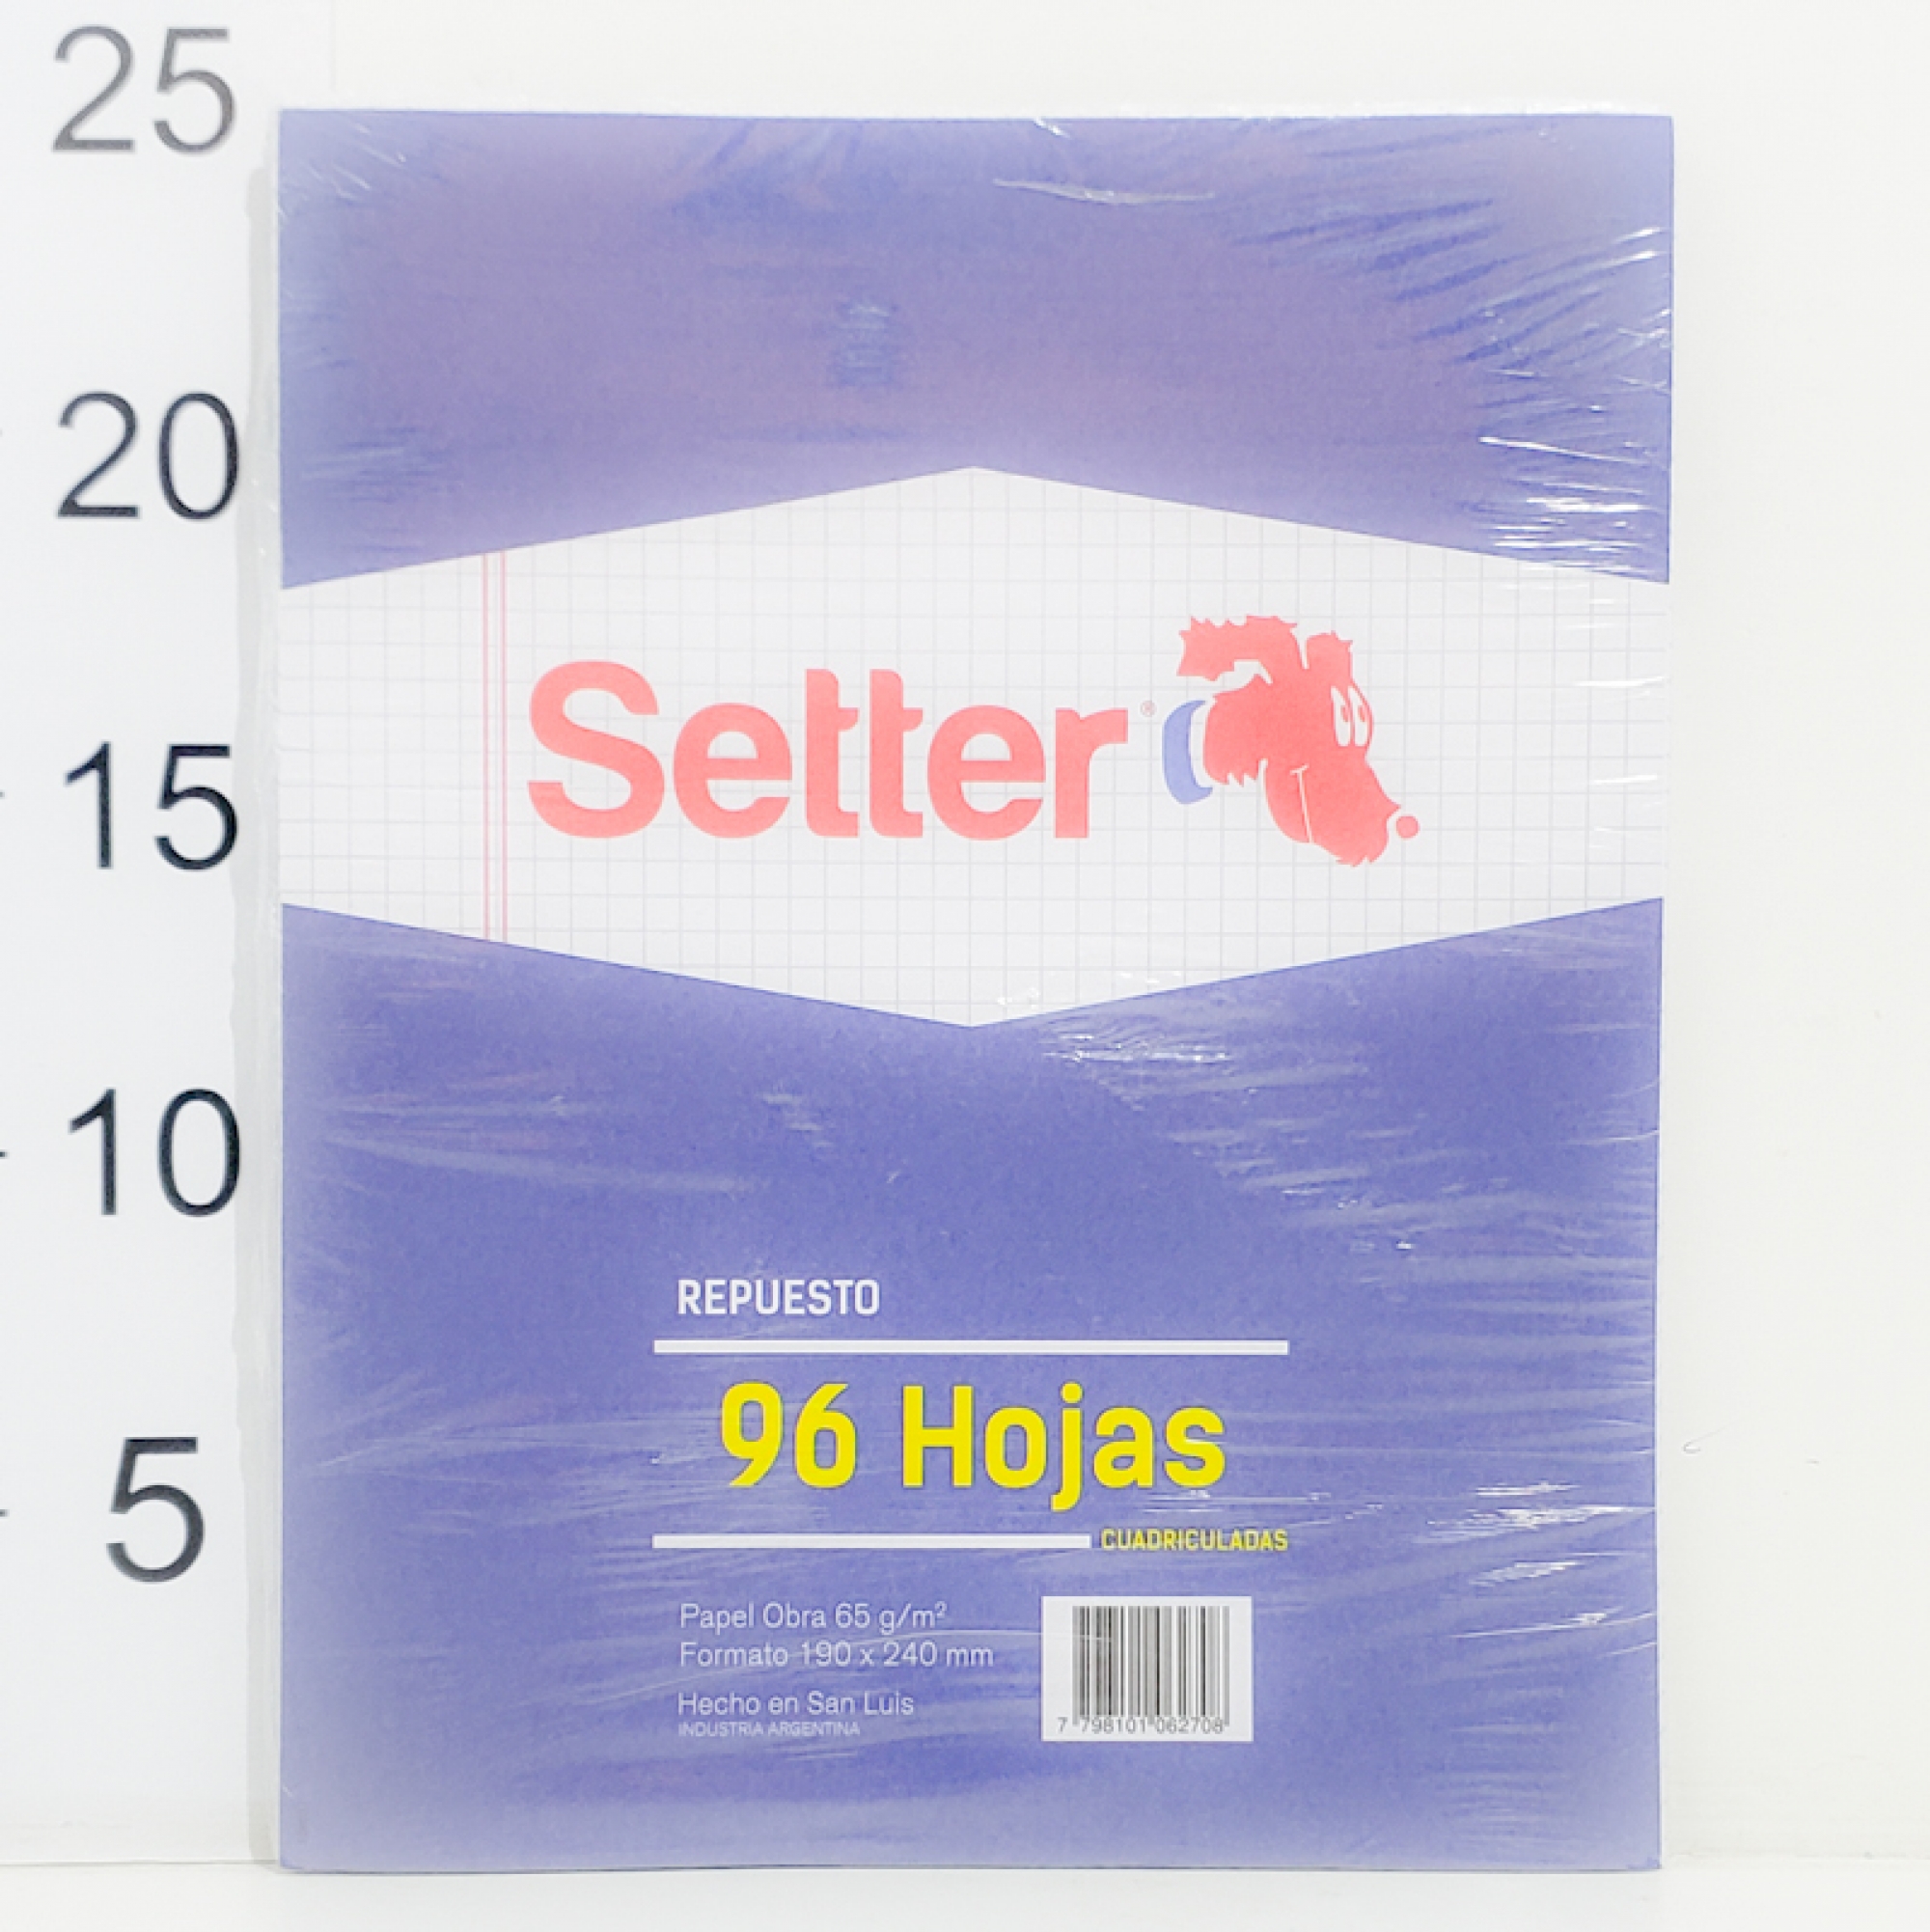 25
20
15
10
5
Setter®
REPUESTO
96 Hojas
CUADRICULADAS
Papel Obra 65 g/m²
Formato 190 x 240 mm
Hecho en San Luis
INDUSTRIA ARGENTINA
7 798101 062708